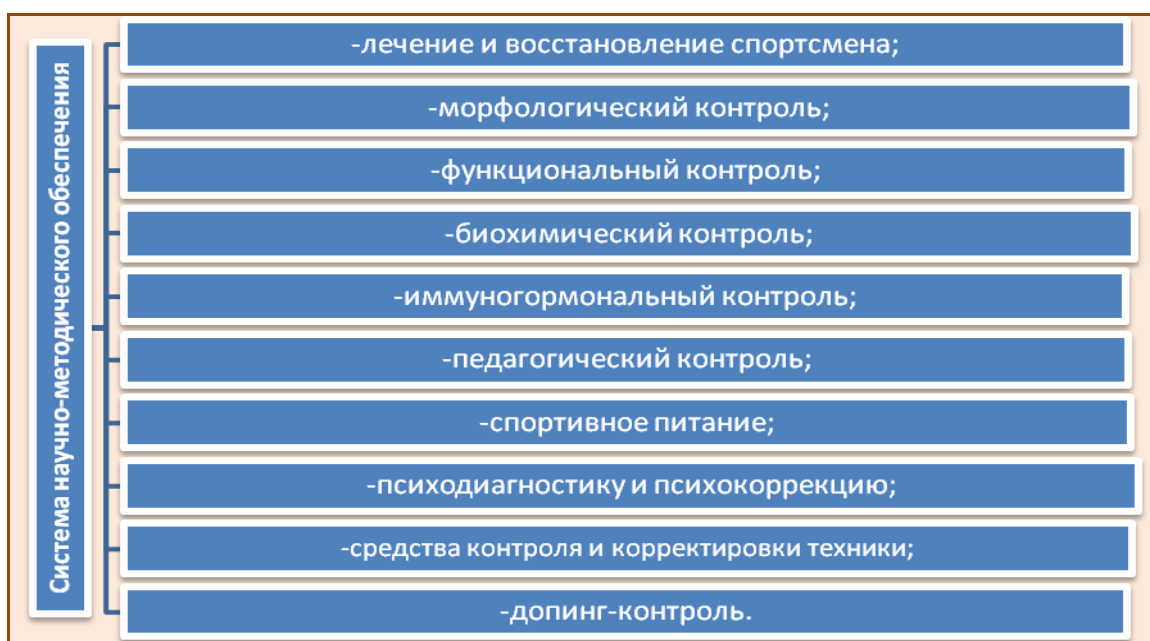 Система научно-методического обеспечения
-лечение и восстановление спортсмена;
-морфологический контроль;
-функциональный контроль;
-биохимический контроль;
-иммуногормональный контроль;
-педагогический контроль;
-спортивное питание;
-психодиагностику и психокоррекцию;
-средства контроля и корректировки техники;
-допинг-контроль.